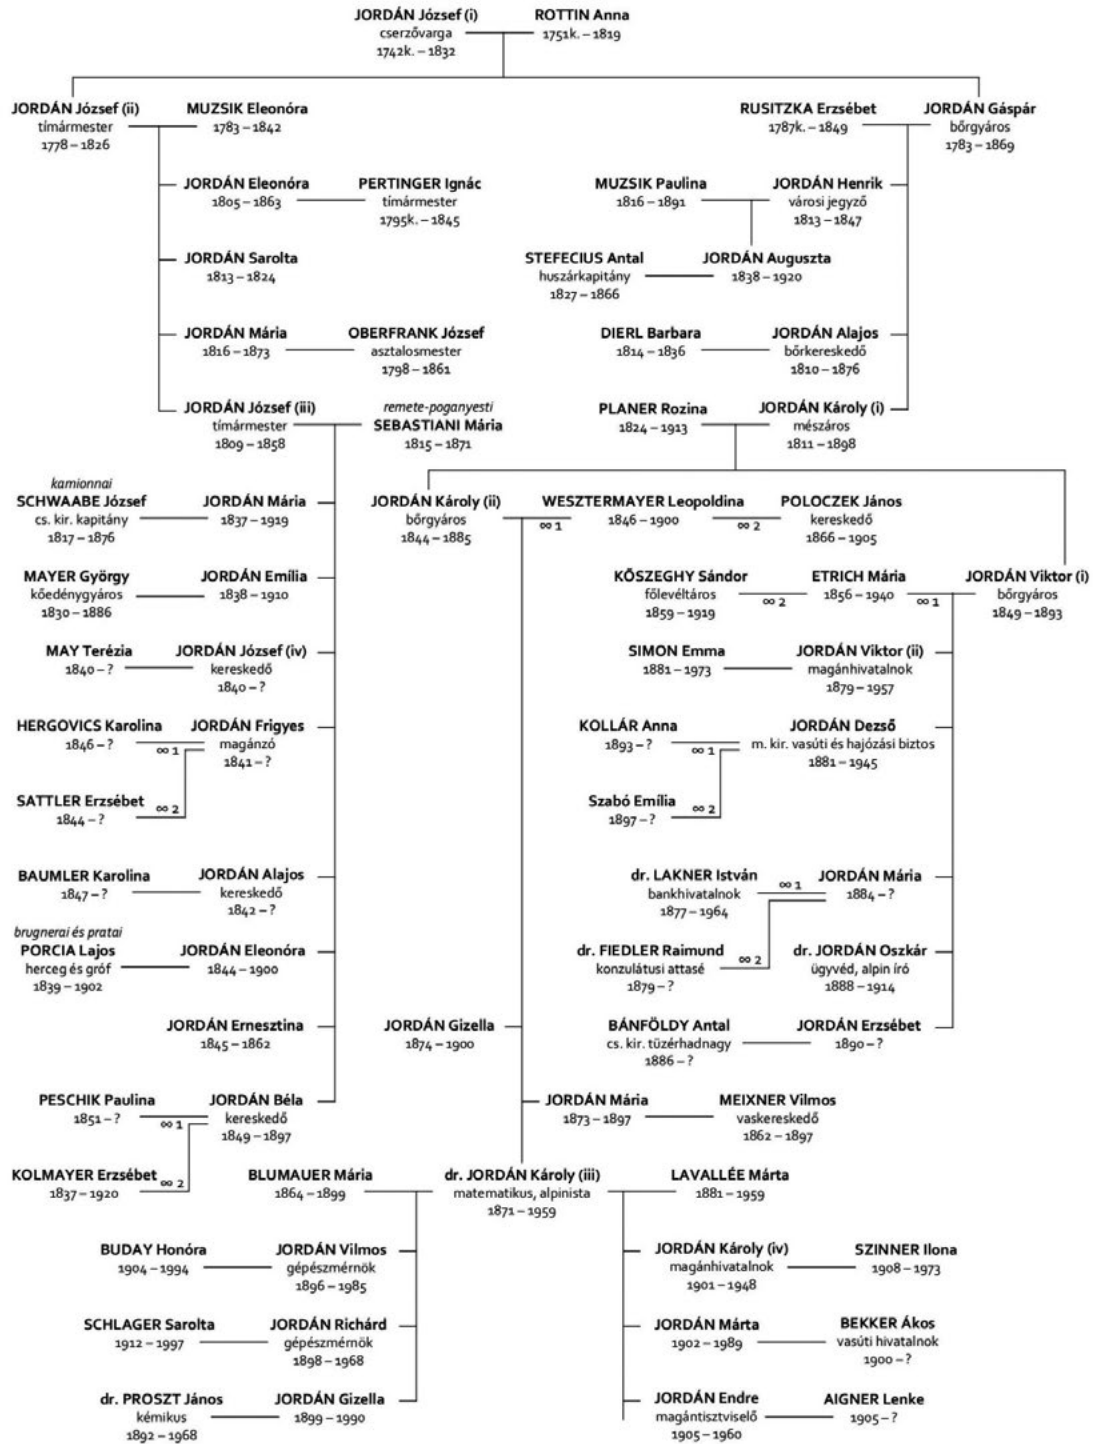 JORDÁN József (i)
cserzővarga
1742k. – 1832
ROTTIN Anna
1751k. – 1819
JORDÁN József (ii)
tímármester
1778 – 1826
MUZSIK Eleonóra
1783 – 1842
RUSITZKA Erzsébet
1787k. – 1849
JORDÁN Gáspár
bőrgyáros
1783 – 1869
JORDÁN Eleonóra
1805 – 1863
PERTINGER Ignác
tímármester
1795k. – 1845
MUZSIK Paulina
1816 – 1891
JORDÁN Henrik
városi jegyző
1813 – 1847
JORDÁN Sarolta
1813 – 1824
STEFECIUS Antal
huszárkapitány
1827 – 1866
JORDÁN Auguszta
1838 – 1920
JORDÁN Mária
1816 – 1873
OBERFRANK József
asztalosmester
1798 – 1861
DIERL Barbara
1814 – 1836
JORDÁN Alajos
bőrkereskedő
1810 – 1876
JORDÁN József (iii)
tímármester
1809 – 1858
remete-poganyesti
SEBASTIANI Mária
1815 – 1871
PLANER Rozina
1824 – 1913
JORDÁN Károly (i)
mészáros
1811 – 1898
kamionnai
SCHWAABE József
cs. kir. kapitány
1817 – 1876
JORDÁN Mária
1837 – 1919
JORDÁN Károly (ii)
bőrgyáros
1844 – 1885
∞ 1
WESZTERMAYER Leopoldina
1846 – 1900
∞ 2
POLOCZEK János
kereskedő
1866 – 1905
MAYER György
kőedénygyáros
1830 – 1886
JORDÁN Emília
1838 – 1910
KŐSZEGHY Sándor
főlevéltáros
1859 – 1919
∞ 2
ETRICH Mária
1856 – 1940
∞ 1
JORDÁN Viktor (i)
bőrgyáros
1849 – 1893
MAY Terézia
1840 – ?
JORDÁN József (iv)
kereskedő
1840 – ?
SIMON Emma
1881 – 1973
JORDÁN Viktor (ii)
magánhivatalnok
1879 – 1957
HERGOVICS Karolina
1846 – ?
∞ 1
JORDÁN Frigyes
magánzó
1841 – ?
KOLLÁR Anna
1893 – ?
∞ 1
JORDÁN Dezső
m. kir. vasúti és hajózási biztos
1881 – 1945
SATTLER Erzsébet
1844 – ?
∞ 2
Szabó Emília
1897 – ?
∞ 2
BAUMLER Karolina
1847 – ?
JORDÁN Alajos
kereskedő
1842 – ?
dr. LAKNER István
bankhivatalnok
1877 – 1964
∞ 1
JORDÁN Mária
1884 – ?
brugnerai és pratai
PORCIA Lajos
herceg és gróf
1839 – 1902
JORDÁN Eleonóra
1844 – 1900
dr. FIEDLER Raimund
konzulátusi attasé
1879 – ?
∞ 2
dr. JORDÁN Oszkár
ügyvéd, alpin író
1888 – 1914
JORDÁN Ernesztina
1845 – 1862
JORDÁN Gizella
1874 – 1900
BÁNFÖLDY Antal
cs. kir. tüzérhadnagy
1886 – ?
JORDÁN Erzsébet
1890 – ?
PESCHIK Paulina
1851 – ?
∞ 1
JORDÁN Béla
kereskedő
1849 – 1897
JORDÁN Mária
1873 – 1897
MEIXNER Vilmos
vaskereskedő
1862 – 1897
KOLMAYER Erzsébet
1837 – 1920
∞ 2
BLUMAUER Mária
1864 – 1899
dr. JORDÁN Károly (iii)
matematikus, alpinista
1871 – 1959
LAVALLÉE Márta
1881 – 1959
BUDAY Honóra
1904 – 1994
JORDÁN Vilmos
gépészmérnök
1896 – 1985
JORDÁN Károly (iv)
magánhivatalnok
1901 – 1948
SZINNER Ilona
1908 – 1973
SCHLAGER Sarolta
1912 – 1997
JORDÁN Richárd
gépészmérnök
1898 – 1968
JORDÁN Márta
1902 – 1989
BEKKER Ákos
vasúti hivatalnok
1900 – ?
dr. PROSZT János
kémikus
1892 – 1968
JORDÁN Gizella
1899 – 1990
JORDÁN Endre
magántisztviselő
1905 – 1960
AIGNER Lenke
1905 – ?